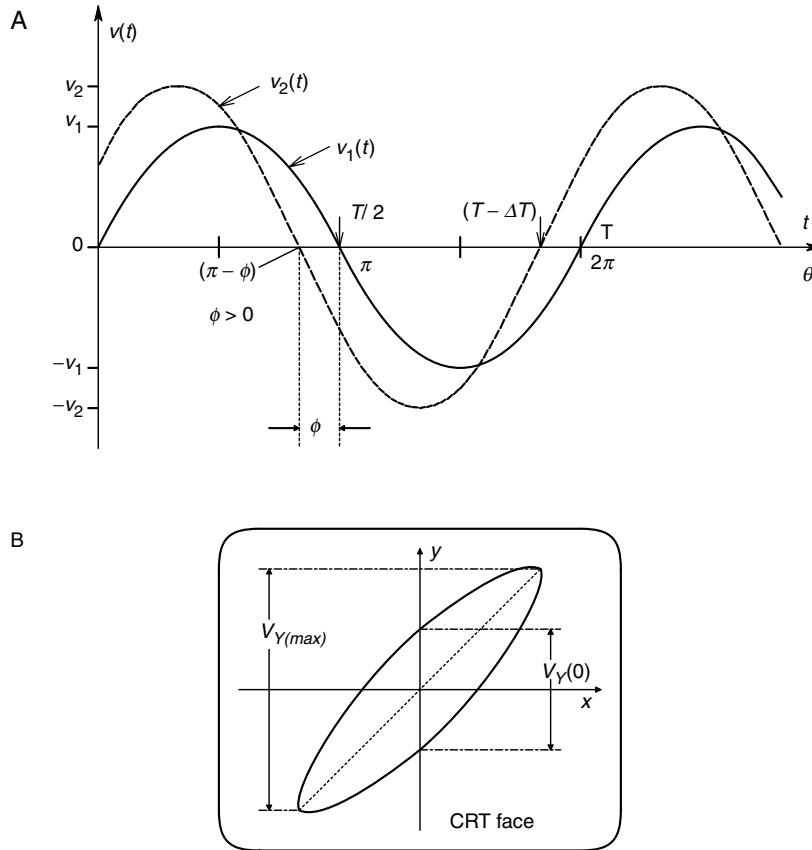 A
v(t)
v2
v2(t)
v1
v1(t)
T/2
(T − ΔT)
T
t
0
(π − ϕ)
π
2π
θ
ϕ > 0
−v1
−v2
ϕ
B
y
VY(max)
VY(0)
x
CRT face